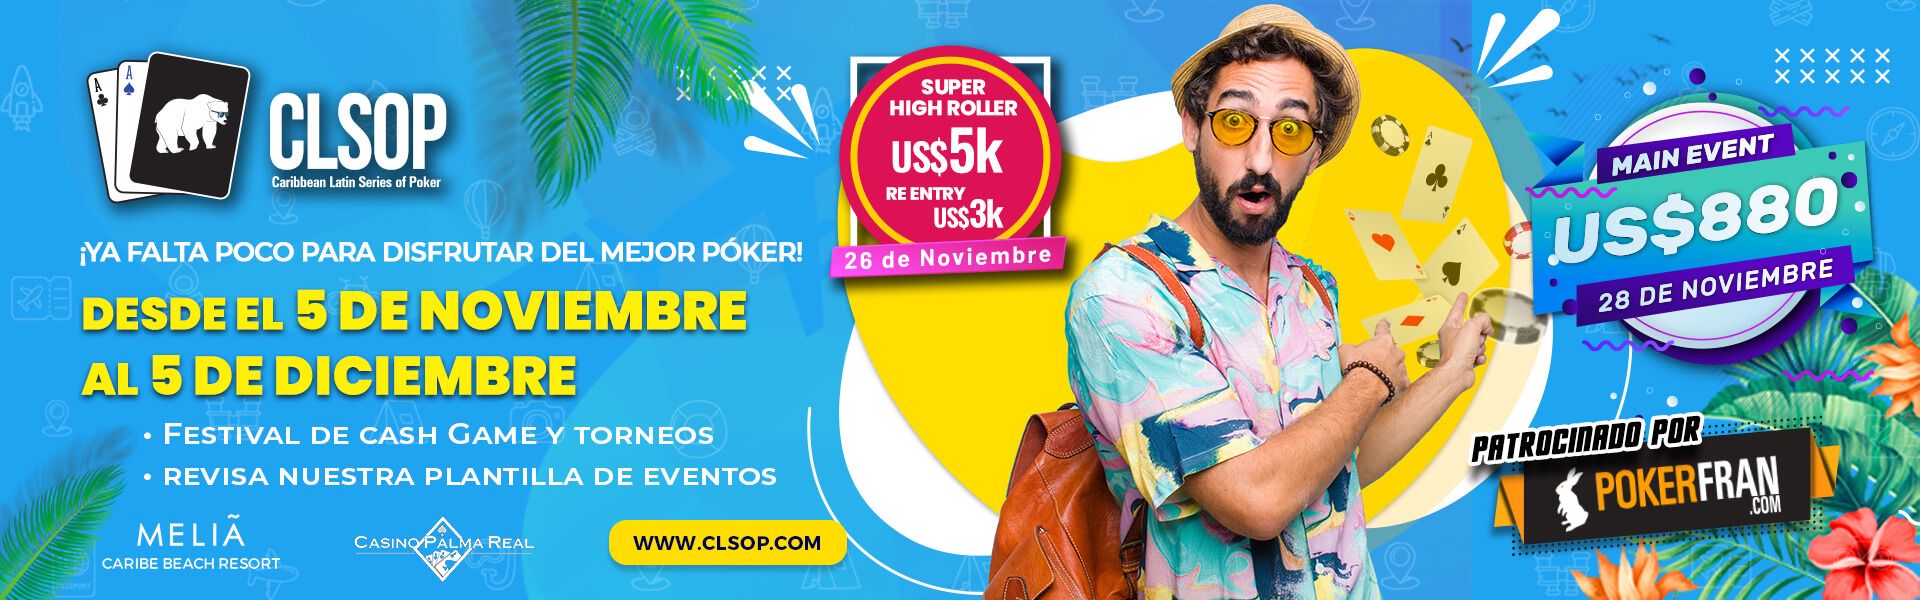 A
A
CLSOP
Caribbean Latin Series of Poker
¡YA FALTA POCO PARA DISFRUTAR DEL MEJOR PÓKER!
DESDE EL 5 DE NOVIEMBRE
AL 5 DE DICIEMBRE
• FESTIVAL DE CASH GAME Y TORNEOS
• REVISA NUESTRA PLANTILLA DE EVENTOS
MELIÃ
CARIBE BEACH RESORT
CASINO PALMA REAL
WWW.CLSOP.COM
SUPER
HIGH ROLLER
US$5k
RE ENTRY
US$3k
26 de Noviembre
MAIN EVENT
US$880
28 DE NOVIEMBRE
PATROCINADO POR
POKERFRAN
.COM